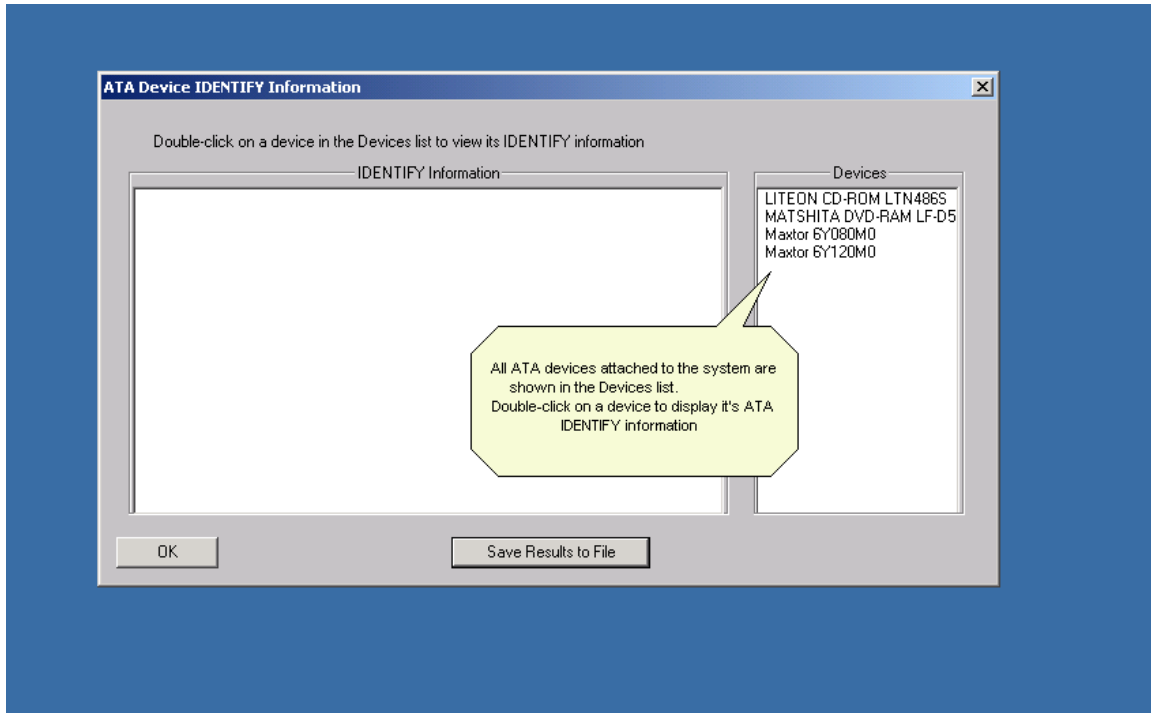 ATA Device IDENTIFY Information
Double-click on a device in the Devices list to view its IDENTIFY information
IDENTIFY Information
Devices
LITEON CD-ROM LTN486S
MATSHITA DVD-RAM LF-D5
Maxtor 6Y080M0
Maxtor 6Y120M0
All ATA devices attached to the system are
shown in the Devices list.
Double-click on a device to display it's ATA
IDENTIFY information
OK
Save Results to File